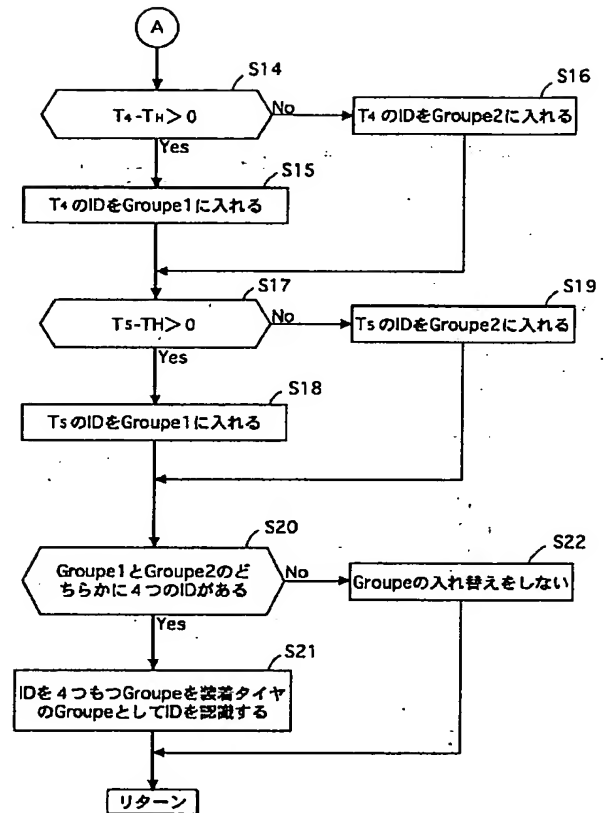 A
S14
T4-TH>0
No
S16
T4のIDをGroupe2に入れる
Yes
S15
T4のIDをGroupe1に入れる
S17
T5-TH>0
No
S19
T5のIDをGroupe2に入れる
Yes
S18
T5のIDをGroupe1に入れる
S20
Groupe1とGroupe2のど
ちらかに4つのIDがある
No
S22
Groupeの入れ替えをしない
Yes
S21
IDを4つもつGroupeを装着タイヤ
のGroupeとしてIDを認識する
リターン